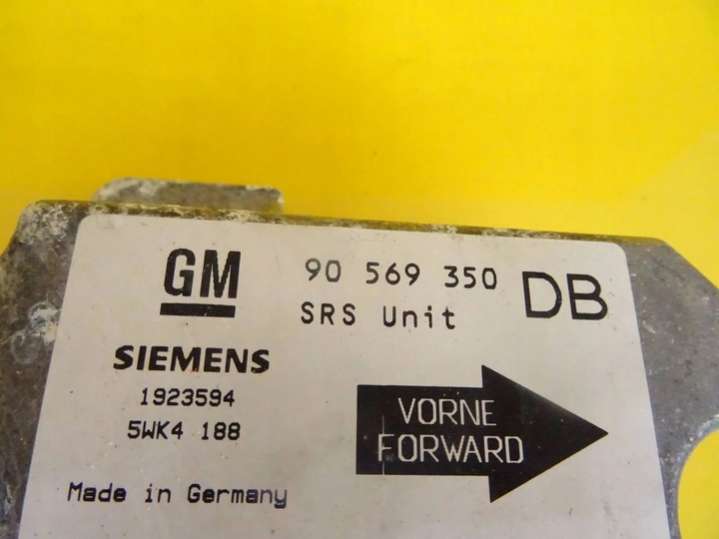 GM
90 569 350
DB
SRS Unit
SIEMENS
1923594
5WK4 188
VORNE
FORWARD
Made in Germany